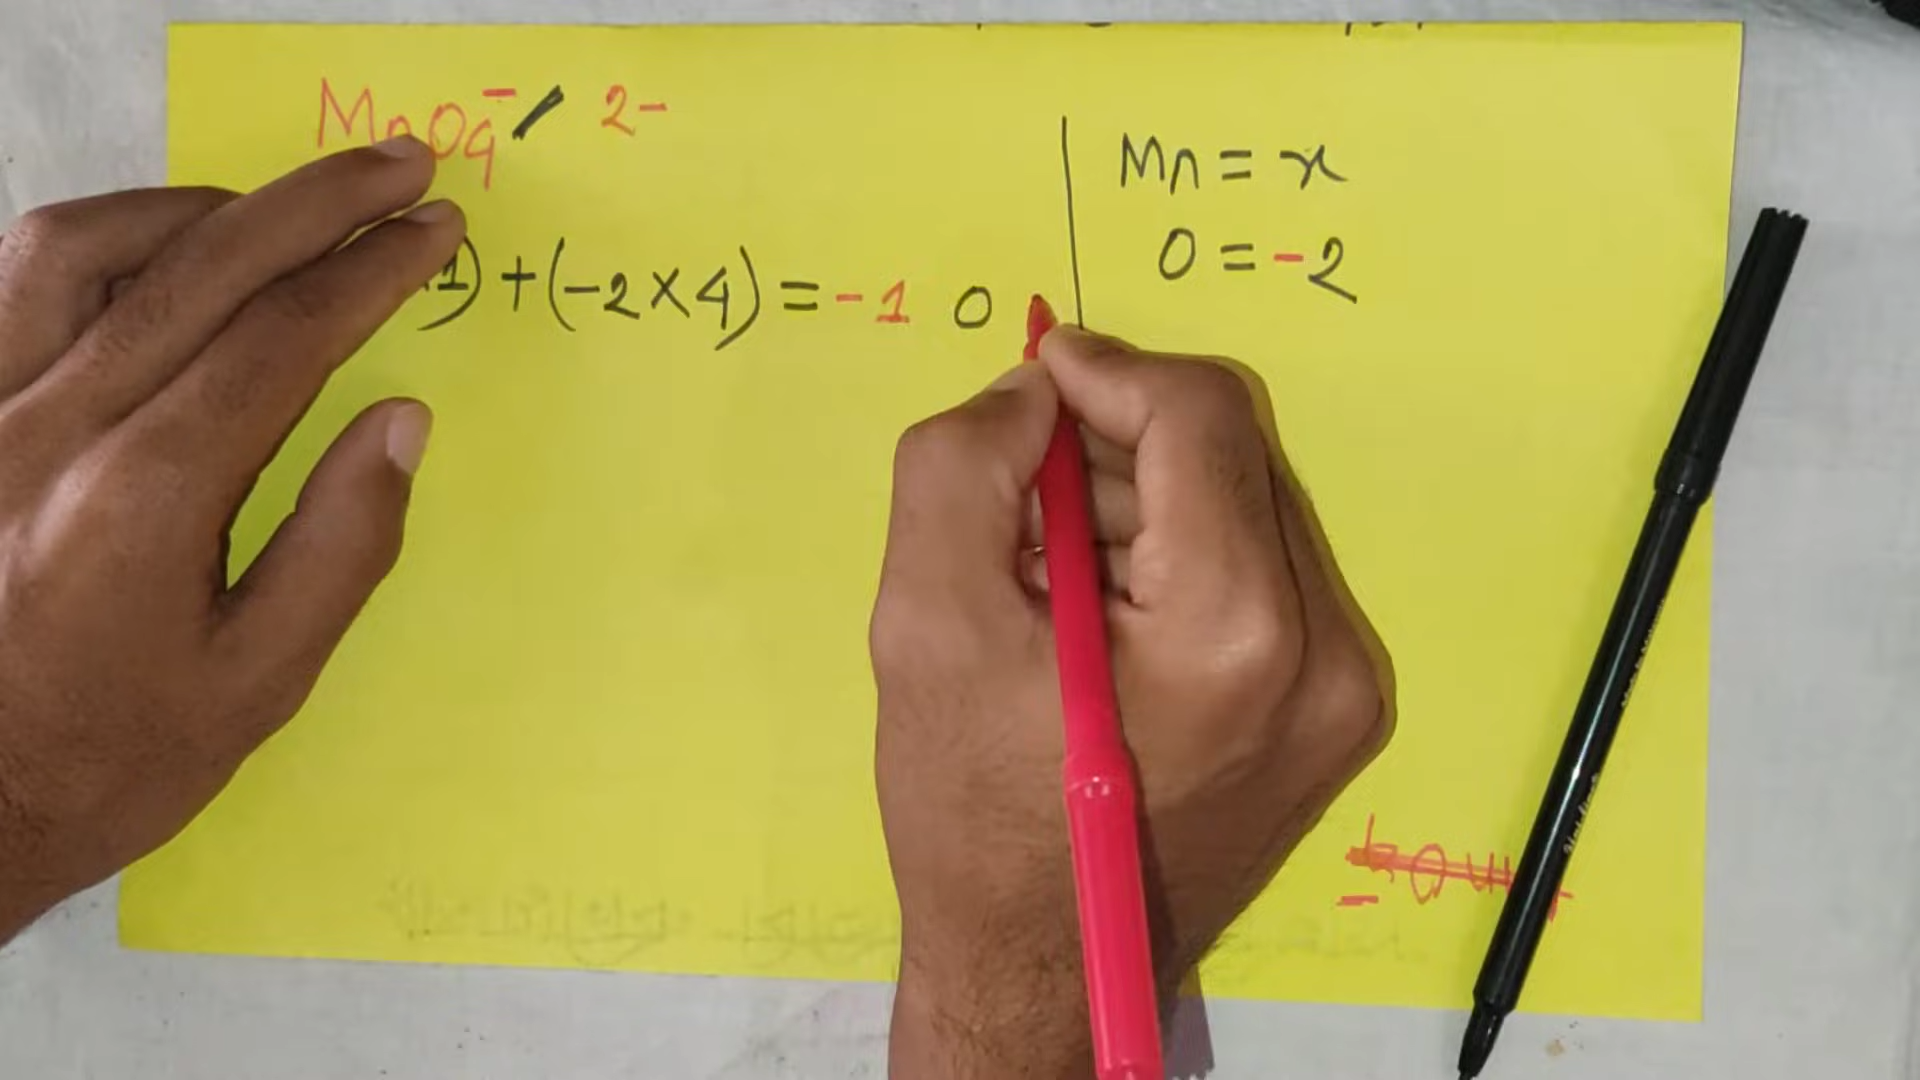 MnO4⁻ / 2-
1) + (-2 × 4) = -1 0
Mn = x
O = -2